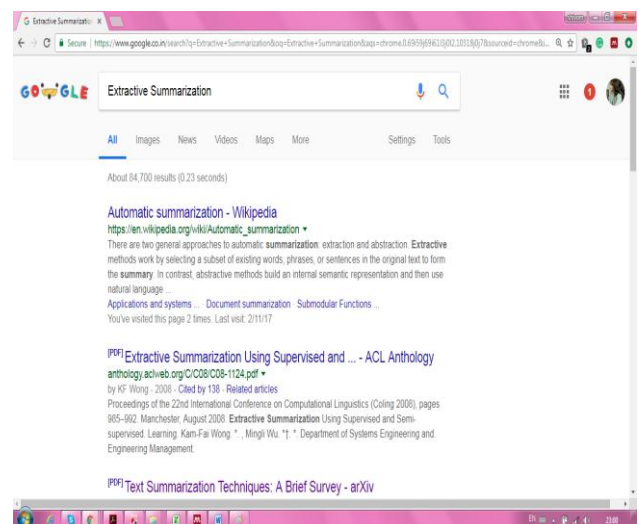 G Extractive Summarization ×
Secure | https://www.google.co.in/search?q=Extractive+Summarization&oq=Extractive+Summarization&aqs=chrome
GOOGLE
Extractive Summarization
All Images News Videos Maps More Settings Tools
1
About 84,700 results (0.23 seconds)
Automatic summarization - Wikipedia
https://en.wikipedia.org/wiki/Automatic_summarization ▾
There are two general approaches to automatic summarization: extraction and abstraction. Extractive
methods work by selecting a subset of existing words, phrases, or sentences in the original text to form
the summary. In contrast, abstractive methods build an internal semantic representation and then use
natural language ...
Applications and systems ... · Document summarization · Submodular Functions ...
You've visited this page 2 times. Last visit: 2/11/17
[PDF] Extractive Summarization Using Supervised and ... - ACL Anthology
anthology.aclweb.org/C/C08/C08-1124.pdf ▾
by KF Wong - 2008 - Cited by 138 - Related articles
Proceedings of the 22nd International Conference on Computational Linguistics (Coling 2008), pages
985–992. Manchester, August 2008. Extractive Summarization Using Supervised and Semi-
supervised. Learning. Kam-Fai Wong. *. , Mingli Wu. *†. *. Department of Systems Engineering and
Engineering Management.
[PDF] Text Summarization Techniques: A Brief Survey - arXiv
EN
23:00